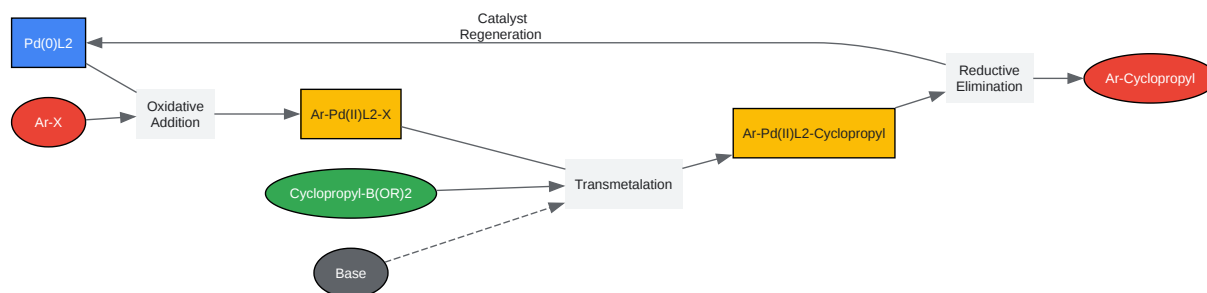 Catalyst
Regeneration
Pd(0)L2
Ar-X
Oxidative
Addition
Ar-Pd(II)L2-X
Cyclopropyl-B(OR)2
Base
Transmetalation
Ar-Pd(II)L2-Cyclopropyl
Reductive
Elimination
Ar-Cyclopropyl